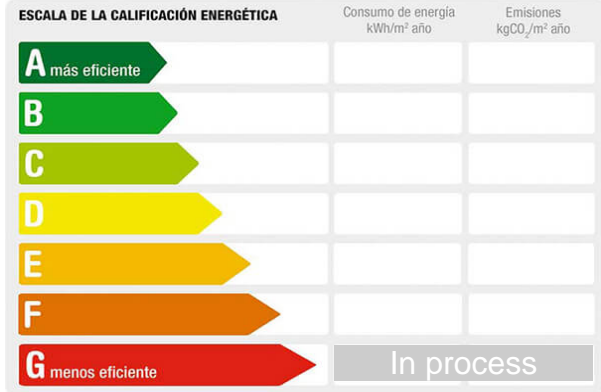 ESCALA DE LA CALIFICACIÓN ENERGÉTICA
Consumo de energía
kWh/m² año
Emisiones
kgCO₂/m² año
A más eficiente
B
C
D
E
F
G menos eficiente
In process